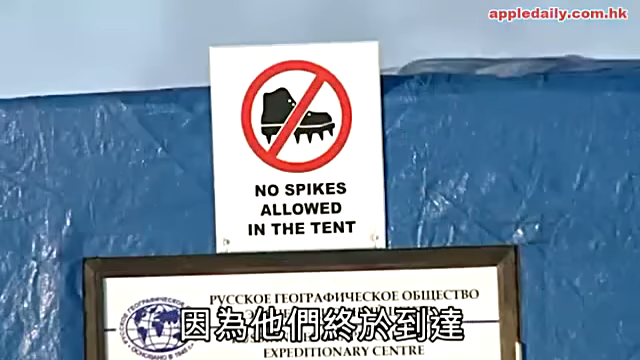 appledaily.com.hk
NO SPIKES
ALLOWED
IN THE TENT
РУССКОЕ ГЕОГРАФИЧЕСКОЕ ОБЩЕСТВО
因為他們終於到達
EXPEDITIONARY CENTRE